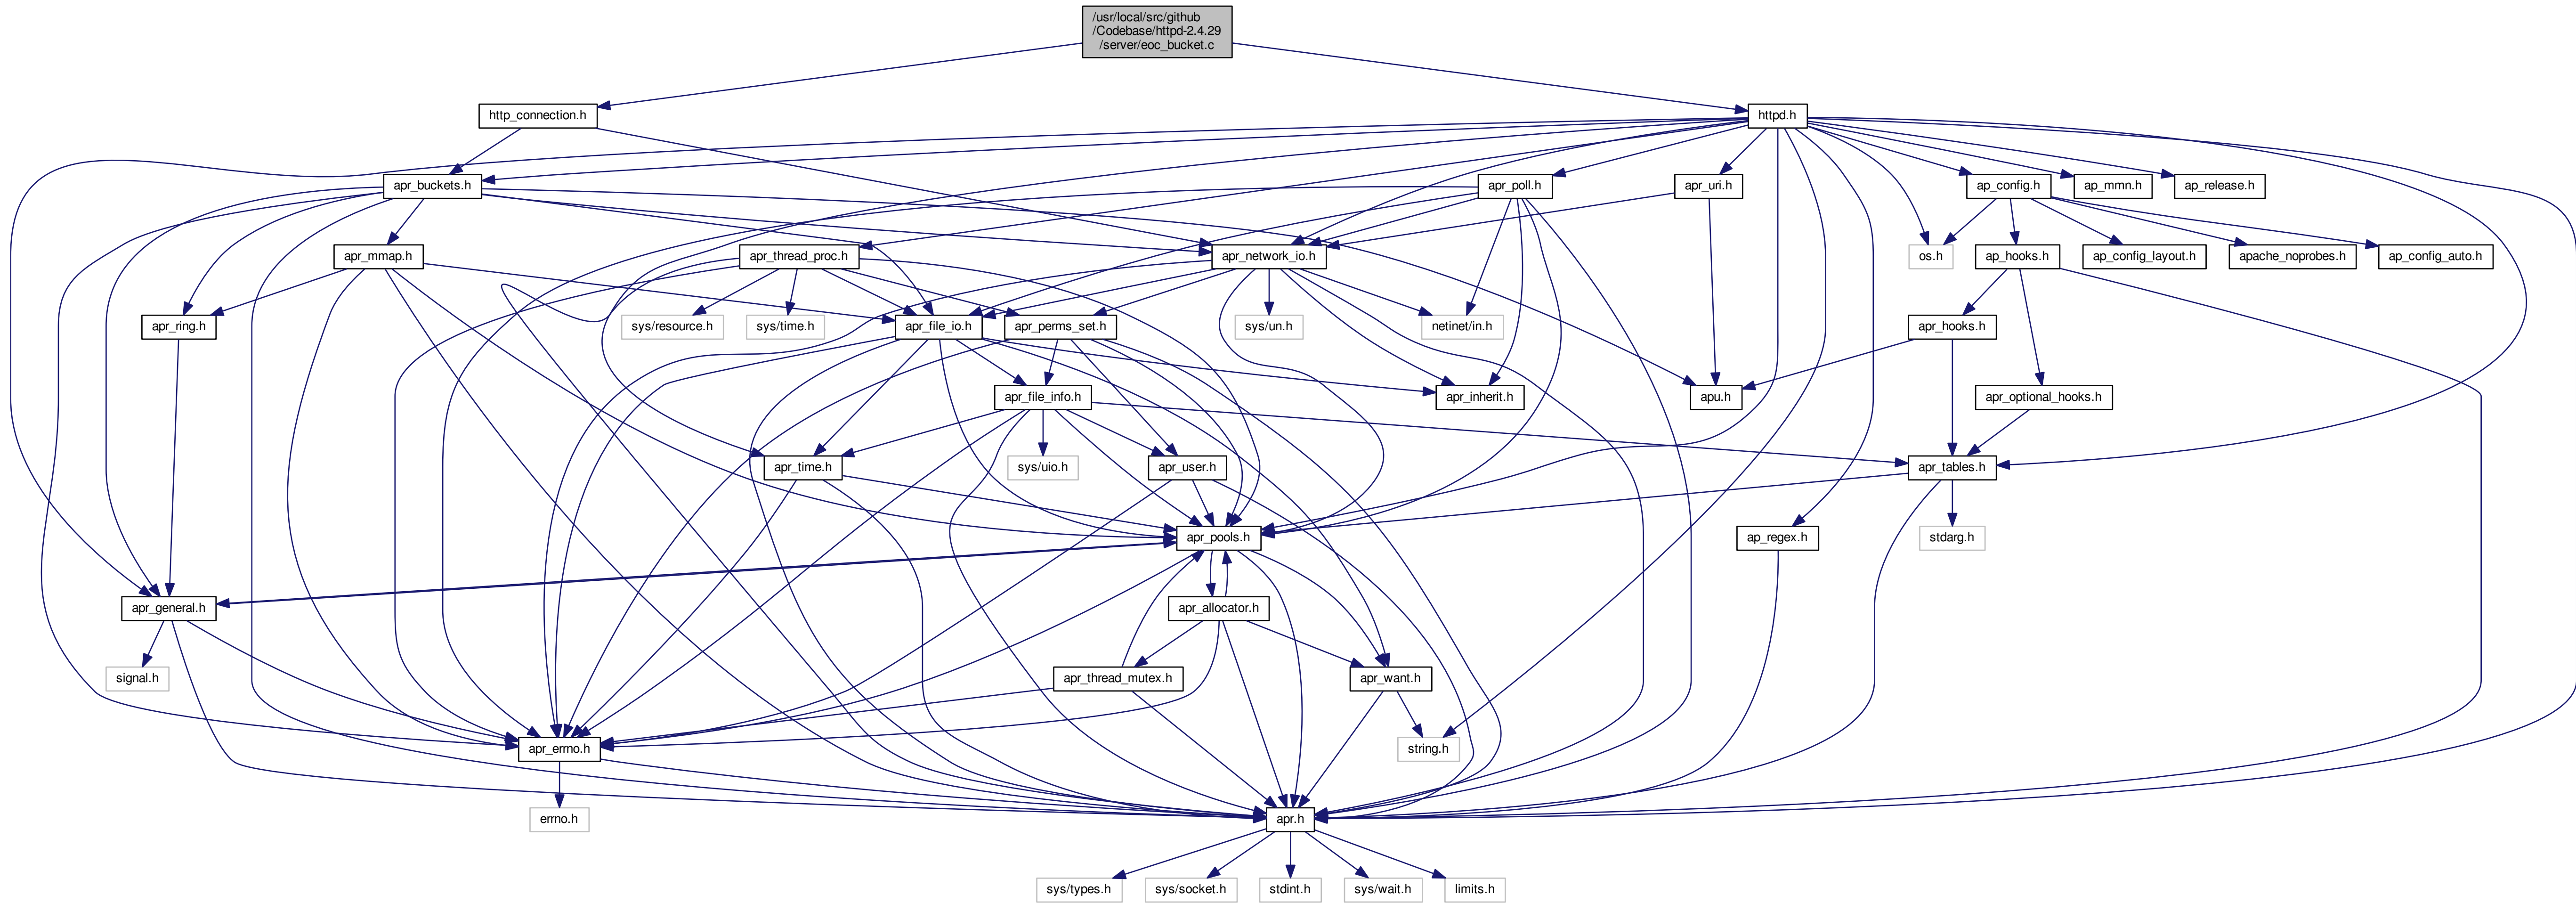 /usr/local/src/github
/Codebase/httpd-2.4.29
/server/eoc_bucket.c
http_connection.h
httpd.h
apr_buckets.h
apr_poll.h
apr_uri.h
ap_config.h
ap_mmn.h
ap_release.h
apr_mmap.h
apr_thread_proc.h
apr_network_io.h
os.h
ap_hooks.h
ap_config_layout.h
apache_noprobes.h
ap_config_auto.h
apr_ring.h
sys/resource.h
sys/time.h
apr_file_io.h
apr_perms_set.h
sys/un.h
netinet/in.h
apr_hooks.h
apr_file_info.h
apr_inherit.h
apu.h
apr_optional_hooks.h
apr_time.h
sys/uio.h
apr_user.h
apr_tables.h
apr_pools.h
ap_regex.h
stdarg.h
apr_general.h
apr_allocator.h
signal.h
apr_thread_mutex.h
apr_want.h
apr_errno.h
string.h
errno.h
apr.h
sys/types.h
sys/socket.h
stdint.h
sys/wait.h
limits.h